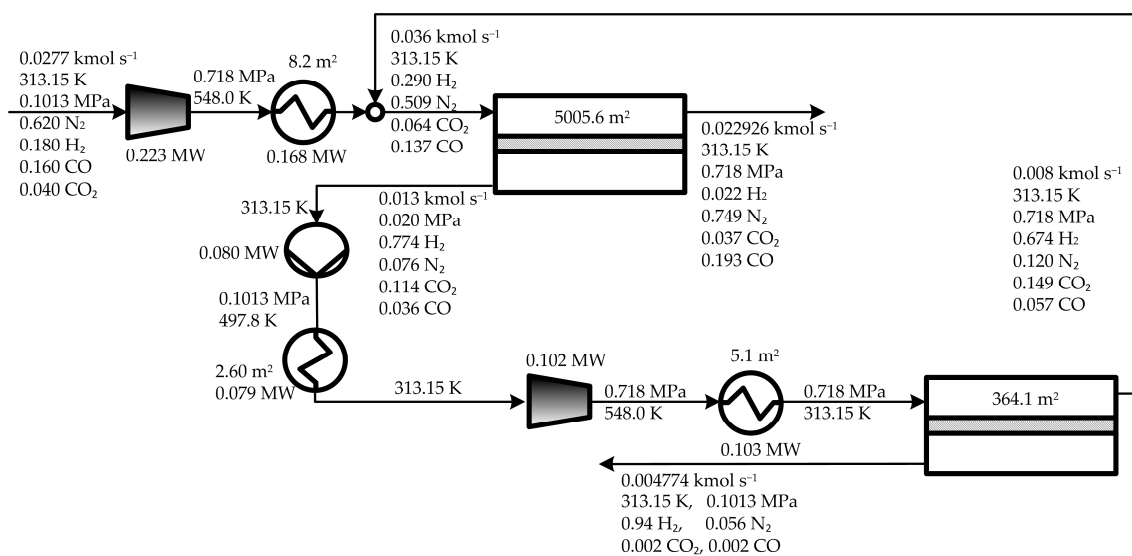 0.0277 kmol s⁻¹
313.15 K
0.1013 MPa
0.620 N₂
0.180 H₂
0.160 CO
0.040 CO₂
0.223 MW
0.718 MPa
548.0 K
8.2 m²
0.168 MW
0.036 kmol s⁻¹
313.15 K
0.290 H₂
0.509 N₂
0.064 CO₂
0.137 CO
5005.6 m²
0.022926 kmol s⁻¹
313.15 K
0.718 MPa
0.022 H₂
0.749 N₂
0.037 CO₂
0.193 CO
0.008 kmol s⁻¹
313.15 K
0.718 MPa
0.674 H₂
0.120 N₂
0.149 CO₂
0.057 CO
313.15 K
0.080 MW
0.013 kmol s⁻¹
0.020 MPa
0.774 H₂
0.076 N₂
0.114 CO₂
0.036 CO
0.1013 MPa
497.8 K
2.60 m²
0.079 MW
313.15 K
0.102 MW
0.718 MPa
548.0 K
5.1 m²
0.103 MW
0.718 MPa
313.15 K
364.1 m²
0.004774 kmol s⁻¹
313.15 K, 0.1013 MPa
0.94 H₂, 0.056 N₂
0.002 CO₂, 0.002 CO